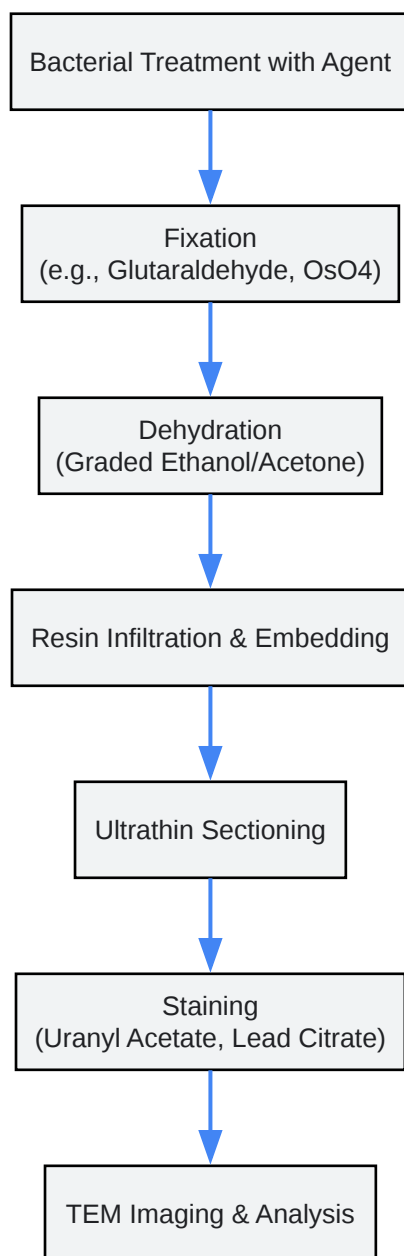 Bacterial Treatment with Agent
Fixation
(e.g., Glutaraldehyde, OsO4)
Dehydration
(Graded Ethanol/Acetone)
Resin Infiltration & Embedding
Ultrathin Sectioning
Staining
(Uranyl Acetate, Lead Citrate)
TEM Imaging & Analysis